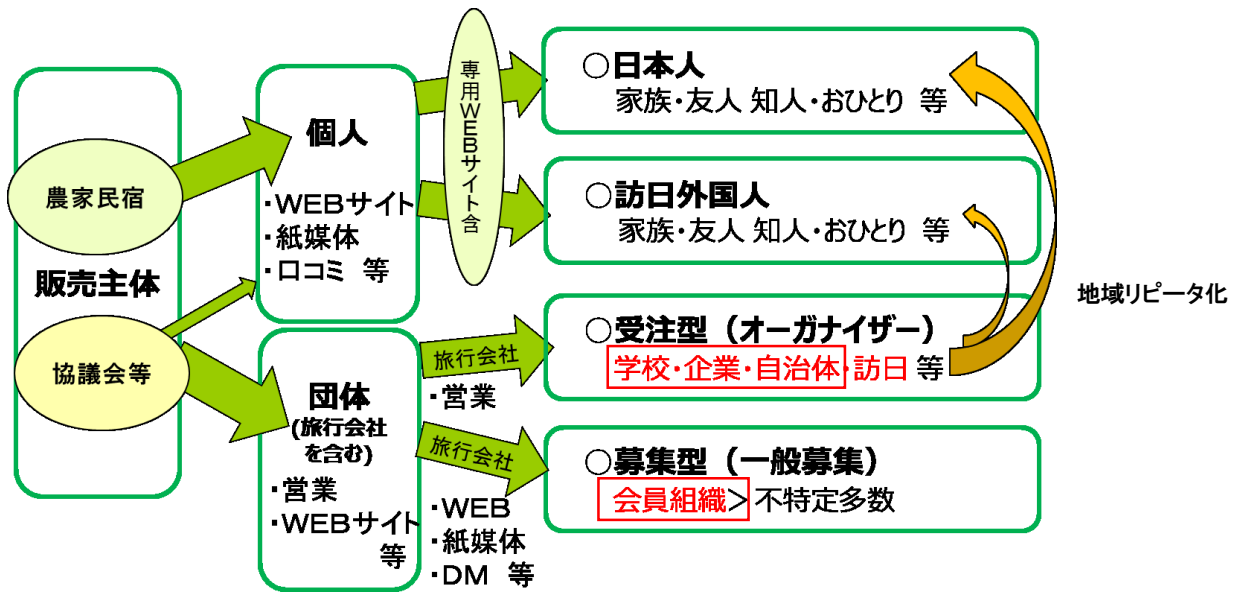 販売主体
農家民宿
協議会等
個人
・WEBサイト
・紙媒体
・口コミ 等
団体
(旅行会社
を含む)
・営業
・WEBサイト
等
専用WEBサイト含
旅行会社
・営業
旅行会社
・WEB
・紙媒体
・DM 等
○日本人
家族・友人 知人・おひとり 等
○訪日外国人
家族・友人 知人・おひとり 等
○受注型（オーガナイザー）
学校・企業・自治体・訪日 等
○募集型（一般募集）
会員組織＞不特定多数
地域リピータ化